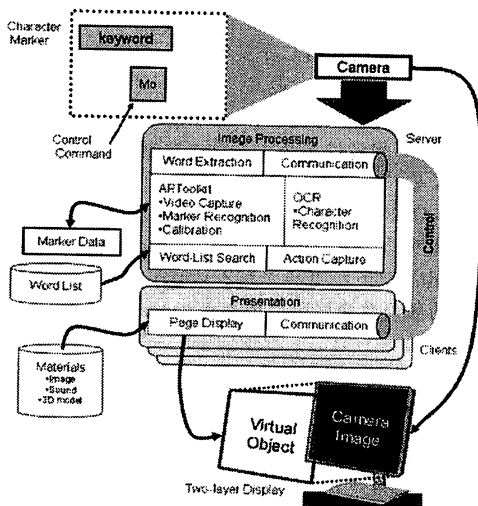 Character
Marker
keyword
Mo
Control
Command
Camera
Server
Image Processing
Word Extraction
Communication
ARToolkit
•Video Capture
•Marker Recognition
•Calibration
OCR
•Character
Recognition
Word-List Search
Action Capture
Control
Marker Data
Word List
Presentation
Page Display
Communication
Clients
Materials
•Image
•Sound
•3D model
Virtual
Object
Camera
Image
Two-layer Display